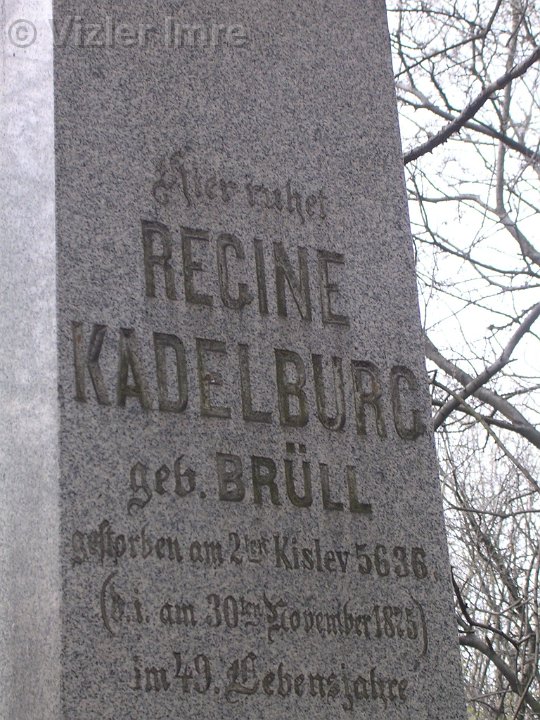 © Vizler Imre
Hier ruhet
REGINE
KADELBURG
geb. BRÜLL
gestorben am 2ter Kislev 5636.
(d. i. am 30ten November 1875)
im 49. Lebensjahre